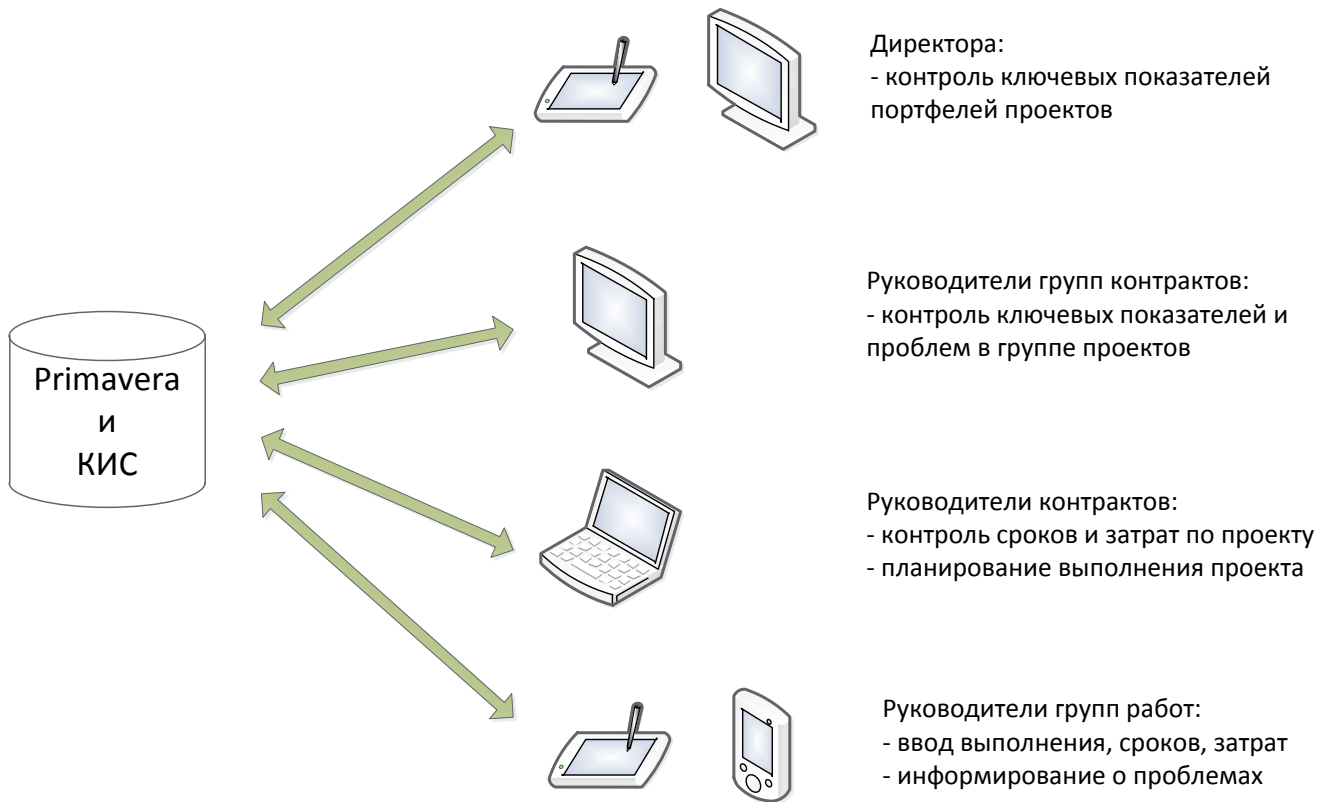 Директора:
- контроль ключевых показателей
портфелей проектов
Руководители групп контрактов:
- контроль ключевых показателей и
проблем в группе проектов
Primavera
и
КИС
Руководители контрактов:
- контроль сроков и затрат по проекту
- планирование выполнения проекта
Руководители групп работ:
- ввод выполнения, сроков, затрат
- информирование о проблемах